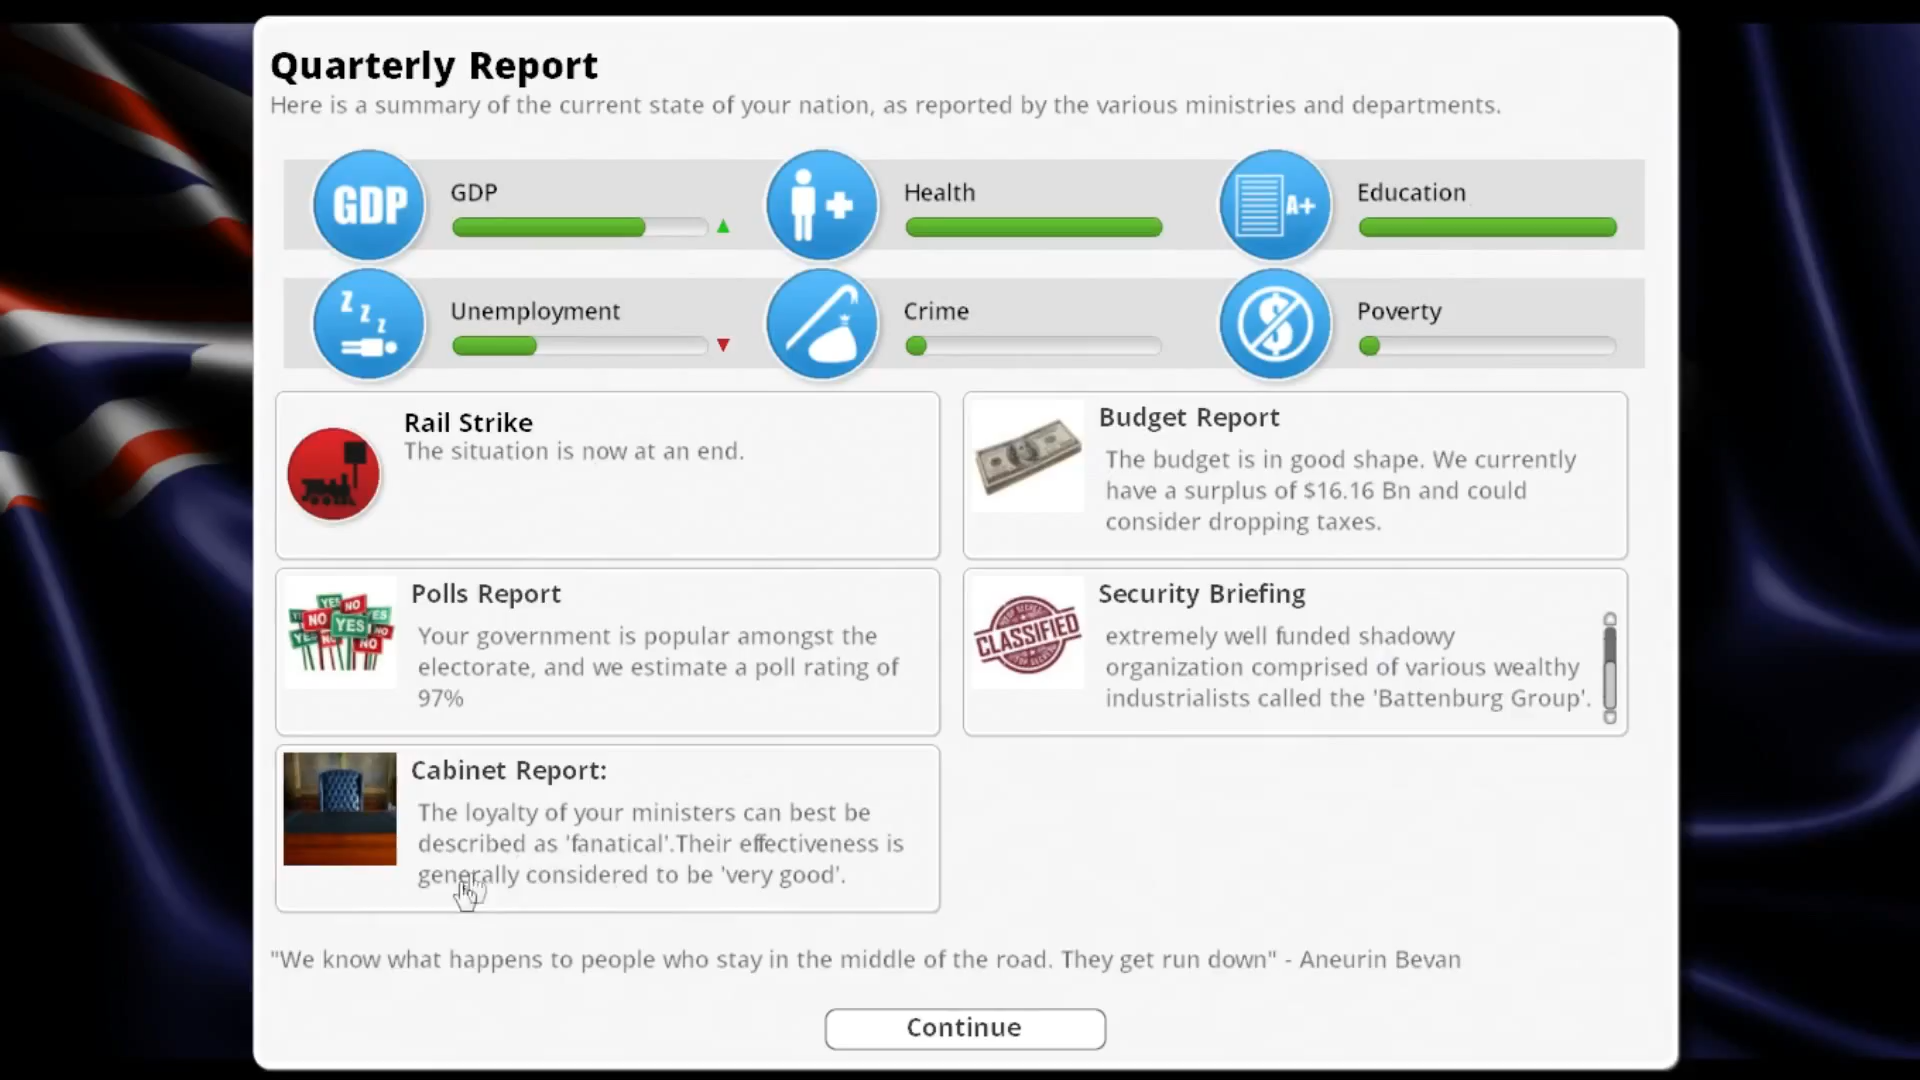 Quarterly Report
Here is a summary of the current state of your nation, as reported by the various ministries and departments.
GDP
GDP
Health
A+
Education
Z
Z
Z
Unemployment
Crime
$
Poverty
Rail Strike
The situation is now at an end.
Budget Report
The budget is in good shape. We currently
have a surplus of $16.16 Bn and could
consider dropping taxes.
YES
NO
NO
YES
YES
NO
NO
Polls Report
Your government is popular amongst the
electorate, and we estimate a poll rating of
97%
CLASSIFIED
Security Briefing
extremely well funded shadowy
organization comprised of various wealthy
industrialists called the 'Battenburg Group'.
Cabinet Report:
The loyalty of your ministers can best be
described as 'fanatical'.Their effectiveness is
generally considered to be 'very good'.
"We know what happens to people who stay in the middle of the road. They get run down" - Aneurin Bevan
Continue